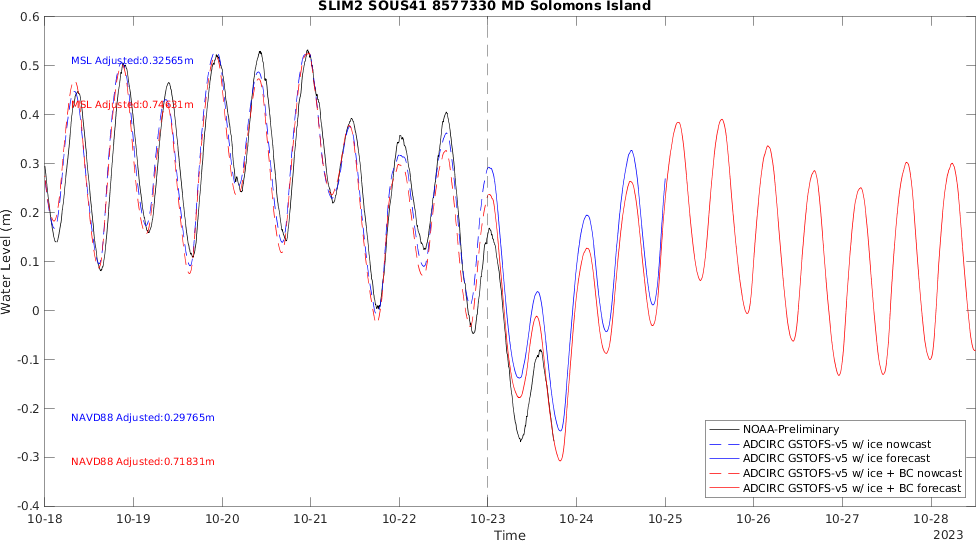 SLIM2 SOUS41 8577330 MD Solomons Island
0.6
0.5
0.4
0.3
0.2
0.1
0
-0.1
-0.2
-0.3
-0.4
Water Level (m)
MSL Adjusted:0.32565m
MSL Adjusted:0.74631m
NAVD88 Adjusted:0.29765m
NAVD88 Adjusted:0.71831m
NOAA-Preliminary
ADCIRC GSTOFS-v5 w/ ice nowcast
ADCIRC GSTOFS-v5 w/ ice forecast
ADCIRC GSTOFS-v5 w/ ice + BC nowcast
ADCIRC GSTOFS-v5 w/ ice + BC forecast
10-18 10-19 10-20 10-21 10-22 10-23 10-24 10-25 10-26 10-27 10-28
Time
2023